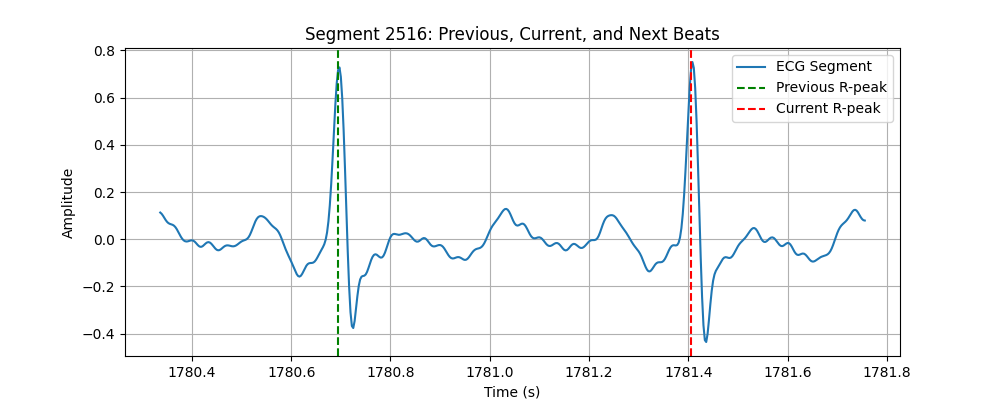 Segment 2516: Previous, Current, and Next Beats
ECG Segment
Previous R-peak
Current R-peak
Amplitude
0.8
0.6
0.4
0.2
0.0
−0.2
−0.4
1780.4 1780.6 1780.8 1781.0 1781.2 1781.4 1781.6 1781.8
Time (s)